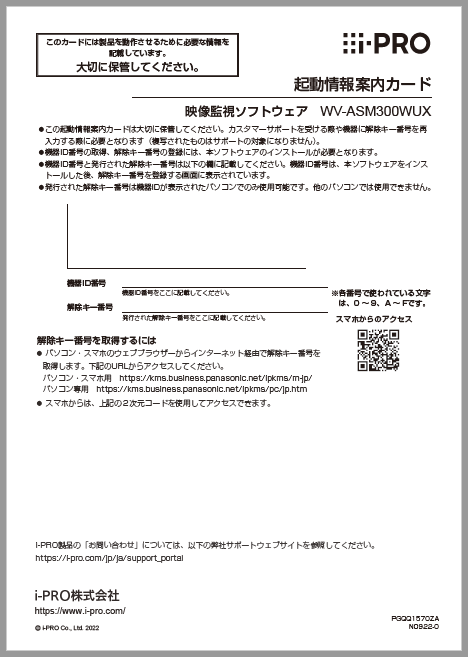 このカードには製品を動作させるために必要な情報を
記載しています。
大切に保管してください。
i-PRO
起動情報案内カード
映像監視ソフトウェア WV-ASM300WUX
●この起動情報案内カードは大切に保管してください。カスタマーサポートを受ける際や機器に解除キー番号を再
入力する際に必要となります（複写されたものはサポートの対象になりません）。
●機器ID番号の取得、解除キー番号の登録には、本ソフトウェアのインストールが必要となります。
●機器ID番号と発行された解除キー番号は以下の欄に記載してください。機器ID番号は、本ソフトウェアをインス
トールした後、解除キー番号を登録する画面に表示されています。
●発行された解除キー番号は機器IDが表示されたパソコンでのみ使用可能です。他のパソコンでは使用できません。
機器ID番号
機器ID番号をここに記載してください。
解除キー番号
発行された解除キー番号をここに記載してください。
※各番号で使われている文字
は、0 ～ 9、A ～ Fです。
スマホからのアクセス
解除キー番号を取得するには
● パソコン・スマホのウェブブラウザーからインターネット経由で解除キー番号を
取得します。下記のURLからアクセスしてください。
パソコン・スマホ用 https://kms.business.panasonic.net/ipkms/m-jp/
パソコン専用 https://kms.business.panasonic.net/ipkms/pc/jp.htm
● スマホからは、上記の２次元コードを使用してアクセスできます。
i-PRO製品の「お問い合わせ」については、以下の弊社サポートウェブサイトを参照してください。
https://i-pro.com/jp/ja/support_portal
i-PRO株式会社
https://www.i-pro.com/
© i-PRO Co., Ltd. 2022
PGQQ1570ZA
N0922-0